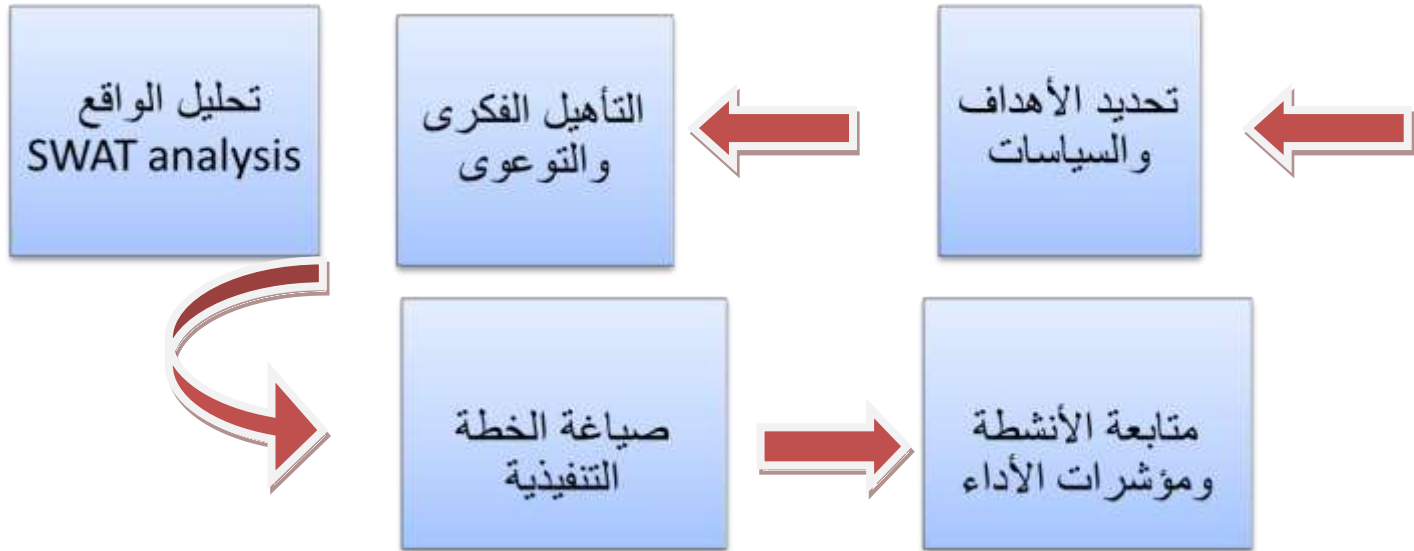 تحديد الأهداف
والسياسات
التأهيل الفكرى
والتوعوى
تحليل الواقع
SWAT analysis
صياغة الخطة
التنفيذية
متابعة الأنشطة
ومؤشرات الأداء